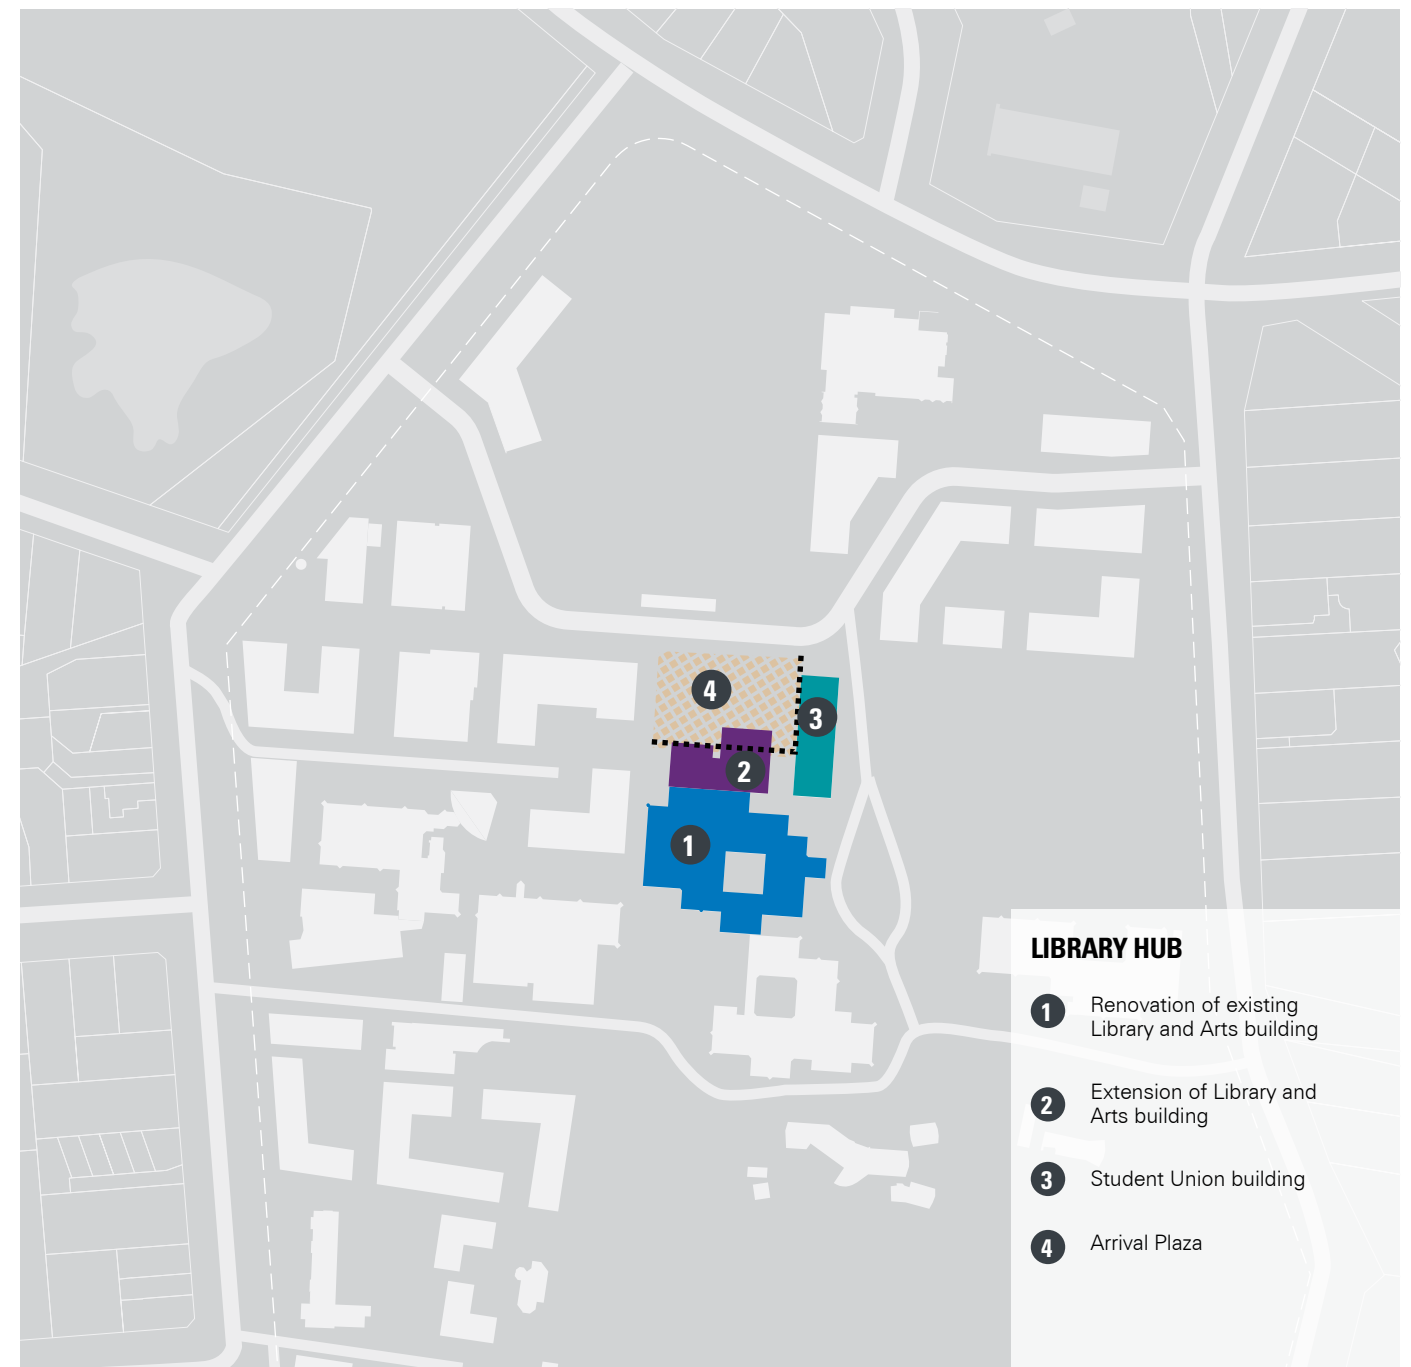 4
3
2
1
LIBRARY HUB
1 Renovation of existing
Library and Arts building
2 Extension of Library and
Arts building
3 Student Union building
4 Arrival Plaza